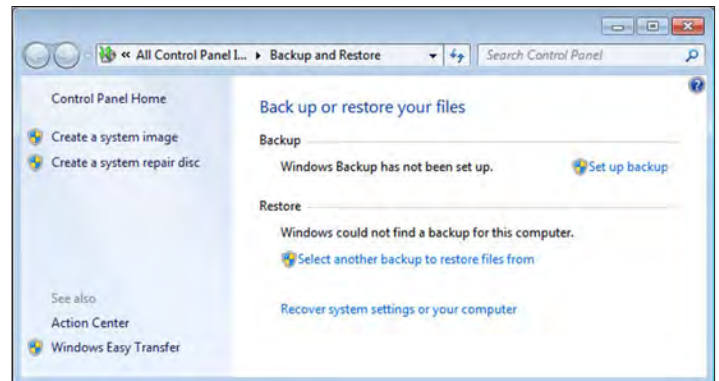 « All Control Panel I... ▸ Backup and Restore
Search Control Panel
Control Panel Home
Create a system image
Create a system repair disc
See also
Action Center
Windows Easy Transfer
Back up or restore your files
Backup
Windows Backup has not been set up.
Set up backup
Restore
Windows could not find a backup for this computer.
Select another backup to restore files from
Recover system settings or your computer